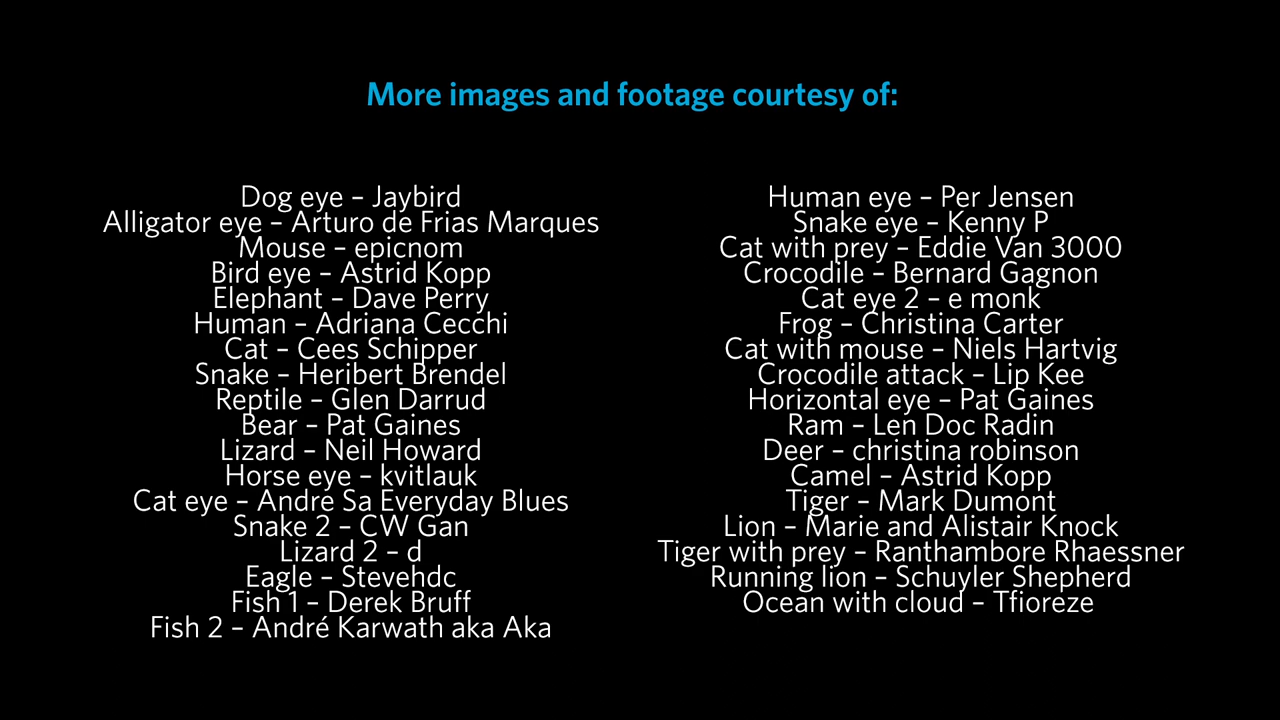 More images and footage courtesy of:
Dog eye – Jaybird
Alligator eye – Arturo de Frias Marques
Mouse – epicnom
Bird eye – Astrid Kopp
Elephant – Dave Perry
Human – Adriana Cecchi
Cat – Cees Schipper
Snake – Heribert Brendel
Reptile – Glen Darrud
Bear – Pat Gaines
Lizard – Neil Howard
Horse eye – kvitlauk
Cat eye – André Sa Everyday Blues
Snake 2 – CW Gan
Lizard 2 – d
Eagle – Stevehdc
Fish 1 – Derek Bruff
Fish 2 – André Karwath aka Aka
Human eye – Per Jensen
Snake eye – Kenny P
Cat with prey – Eddie Van 3000
Crocodile – Bernard Gagnon
Cat eye 2 – e monk
Frog – Christina Carter
Cat with mouse – Niels Hartvig
Crocodile attack – Lip Kee
Horizontal eye – Pat Gaines
Ram – Len Doc Radin
Deer – christina robinson
Camel – Astrid Kopp
Tiger – Mark Dumont
Lion – Marie and Alistair Knock
Tiger with prey – Ranthambore Rhaessner
Running lion – Schuyler Shepherd
Ocean with cloud – Tfioreze